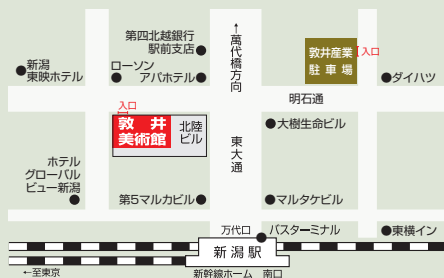 第四北越銀行
駅前支店
←萬代橋方向
敦井産業
駐車場
入口
新潟
東映ホテル
ローソン
アパホテル
ダイハツ
明石通
入口
敦井
美術館
北陸
ビル
大樹生命ビル
東大通
ホテル
グローバル
ビュー新潟
第5マルカビル
マルタケビル
万代口
バスターミナル
東横イン
新潟駅
←至東京
新幹線ホーム 南口